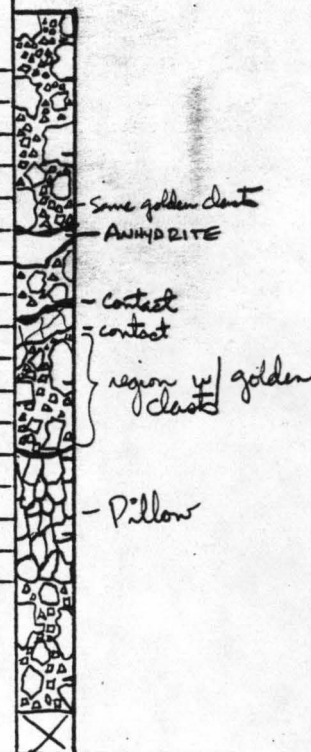 some golden clasts
ANHYDRITE
contact
contact
region w/ golden
clasts
Pillow